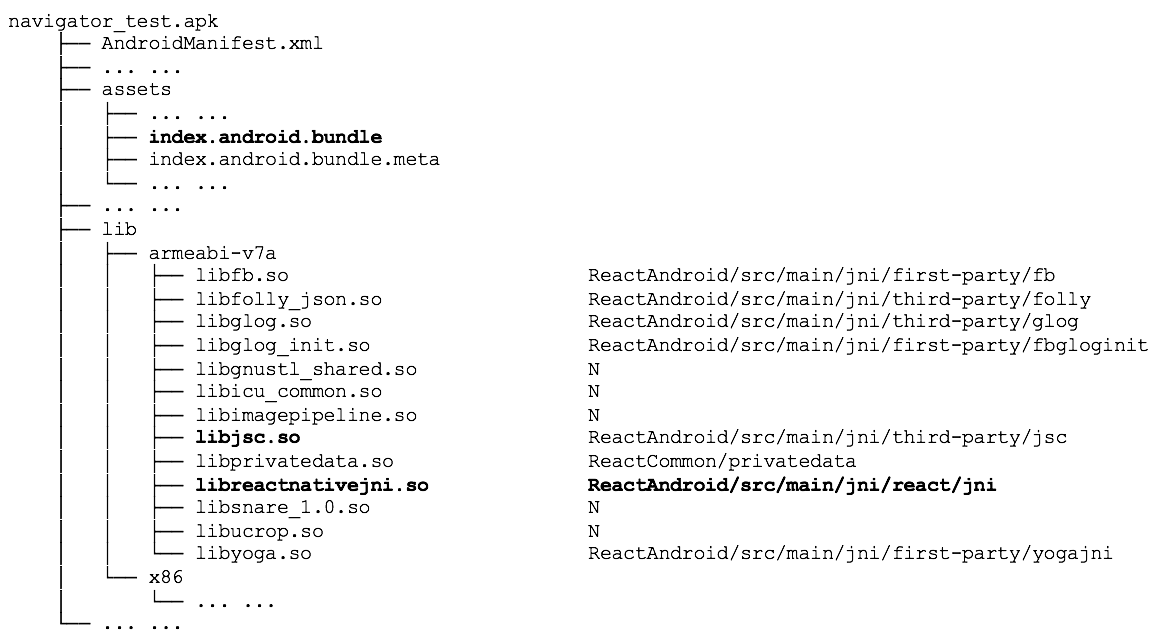 navigator_test.apk
├── AndroidManifest.xml
├── ... ...
├── assets
│   ├── ... ...
│   ├── index.android.bundle
│   ├── index.android.bundle.meta
│   └── ... ...
├── ... ...
├── lib
│   ├── armeabi-v7a
│   │   ├── libfb.so ReactAndroid/src/main/jni/first-party/fb
│   │   ├── libfolly_json.so ReactAndroid/src/main/jni/third-party/folly
│   │   ├── libglog.so ReactAndroid/src/main/jni/third-party/glog
│   │   ├── libglog_init.so ReactAndroid/src/main/jni/first-party/fbgloginit
│   │   ├── libgnustl_shared.so N
│   │   ├── libicu_common.so N
│   │   ├── libimagepipeline.so N
│   │   ├── libjsc.so ReactAndroid/src/main/jni/third-party/jsc
│   │   ├── libprivatedata.so ReactCommon/privatedata
│   │   ├── libreactnativejni.so ReactAndroid/src/main/jni/react/jni
│   │   ├── libsnare_1.0.so N
│   │   ├── libucrop.so N
│   │   └── libyoga.so ReactAndroid/src/main/jni/first-party/yogajni
│   └── x86
│       └── ... ...
└── ... ...